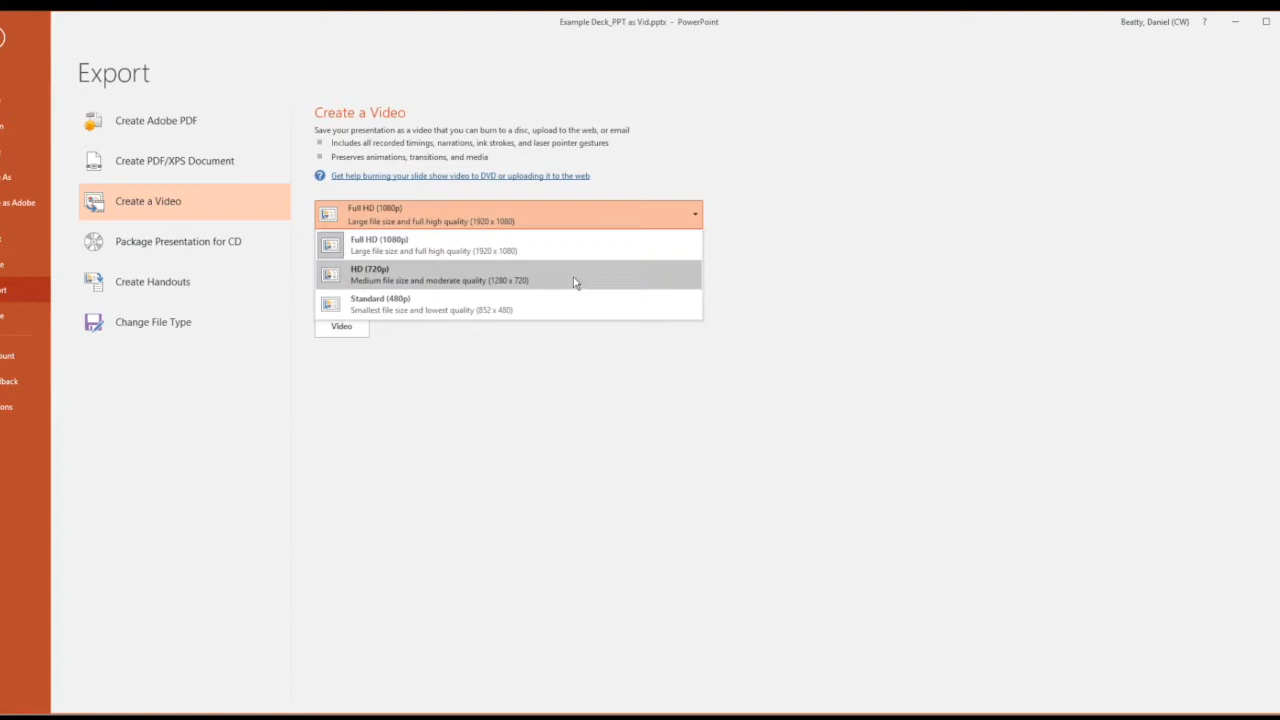 Example Deck_PPT as Vid.pptx - PowerPoint
Beatty, Daniel (CW) ?
Export
Create Adobe PDF
Create PDF/XPS Document
Create a Video
Package Presentation for CD
Create Handouts
Change File Type
As
e as Adobe
ort
ount
dback
ons
Create a Video
Save your presentation as a video that you can burn to a disc, upload to the web, or email
Includes all recorded timings, narrations, ink strokes, and laser pointer gestures
Preserves animations, transitions, and media
? Get help burning your slide show video to DVD or uploading it to the web
Full HD (1080p)
Large file size and full high quality (1920 x 1080)
Full HD (1080p)
Large file size and full high quality (1920 x 1080)
HD (720p)
Medium file size and moderate quality (1280 x 720)
Standard (480p)
Smallest file size and lowest quality (852 x 480)
Video